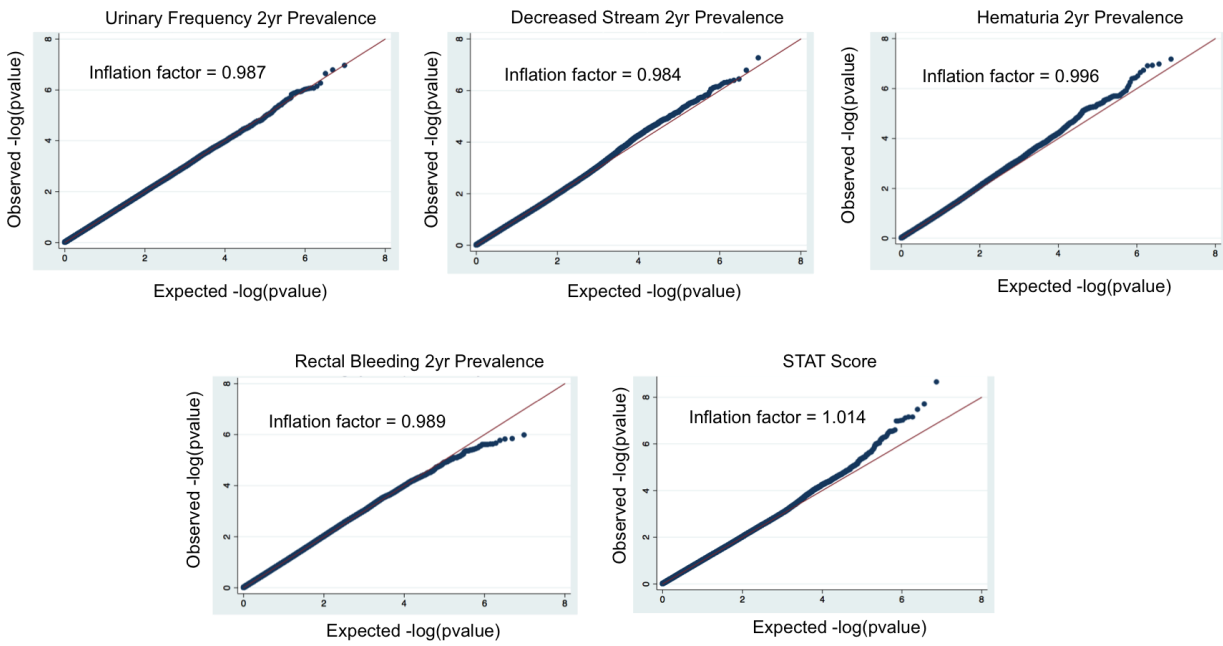 Urinary Frequency 2yr Prevalence
Inflation factor = 0.987
Observed -log(pvalue)
8
6
4
2
0
0 2 4 6 8
Expected -log(pvalue)
Decreased Stream 2yr Prevalence
Inflation factor = 0.984
Observed -log(pvalue)
8
6
4
2
0
0 2 4 6 8
Expected -log(pvalue)
Hematuria 2yr Prevalence
Inflation factor = 0.996
Observed -log(pvalue)
8
6
4
2
0
0 2 4 6 8
Expected -log(pvalue)
Rectal Bleeding 2yr Prevalence
Inflation factor = 0.989
Observed -log(pvalue)
8
6
4
2
0
0 2 4 6 8
Expected -log(pvalue)
STAT Score
Inflation factor = 1.014
Observed -log(pvalue)
8
6
4
2
0
0 2 4 6 8
Expected -log(pvalue)